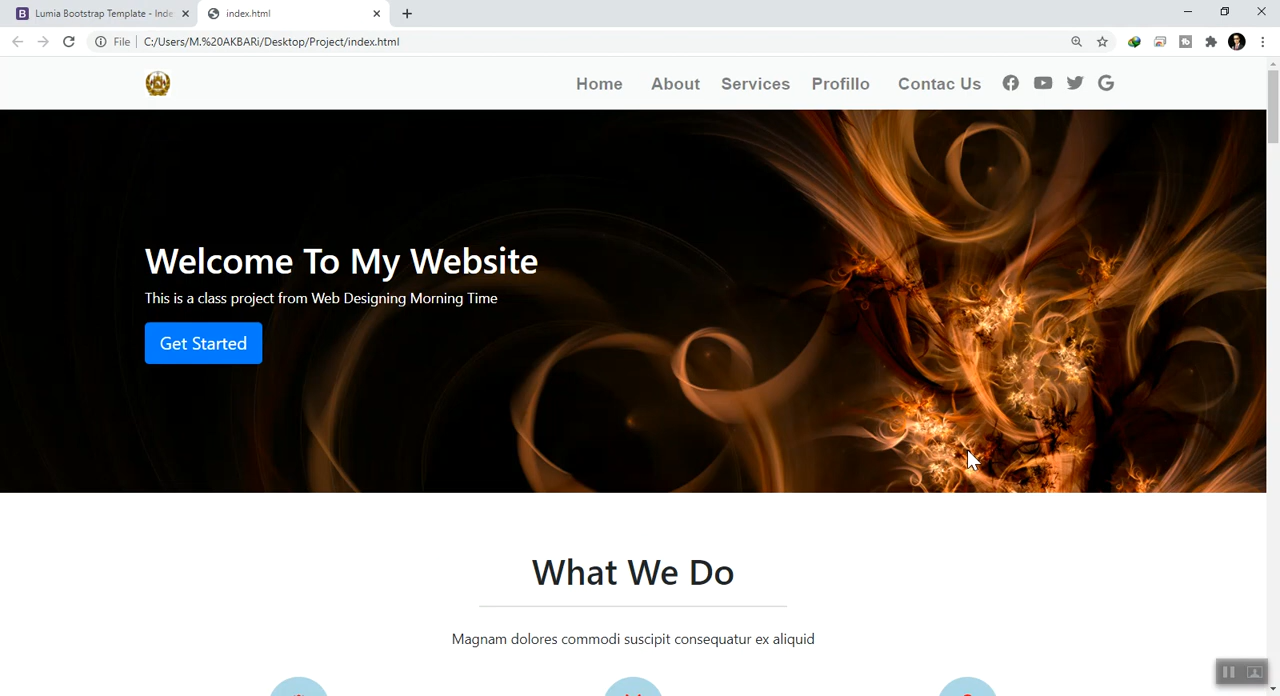 Lumia Bootstrap Template - Inde
index.html
File
C:/Users/M.%20AKBARi/Desktop/Project/index.html
Home About Services Profillo Contac Us
Welcome To My Website
This is a class project from Web Designing Morning Time
Get Started
What We Do
Magnam dolores commodi suscipit consequatur ex aliquid